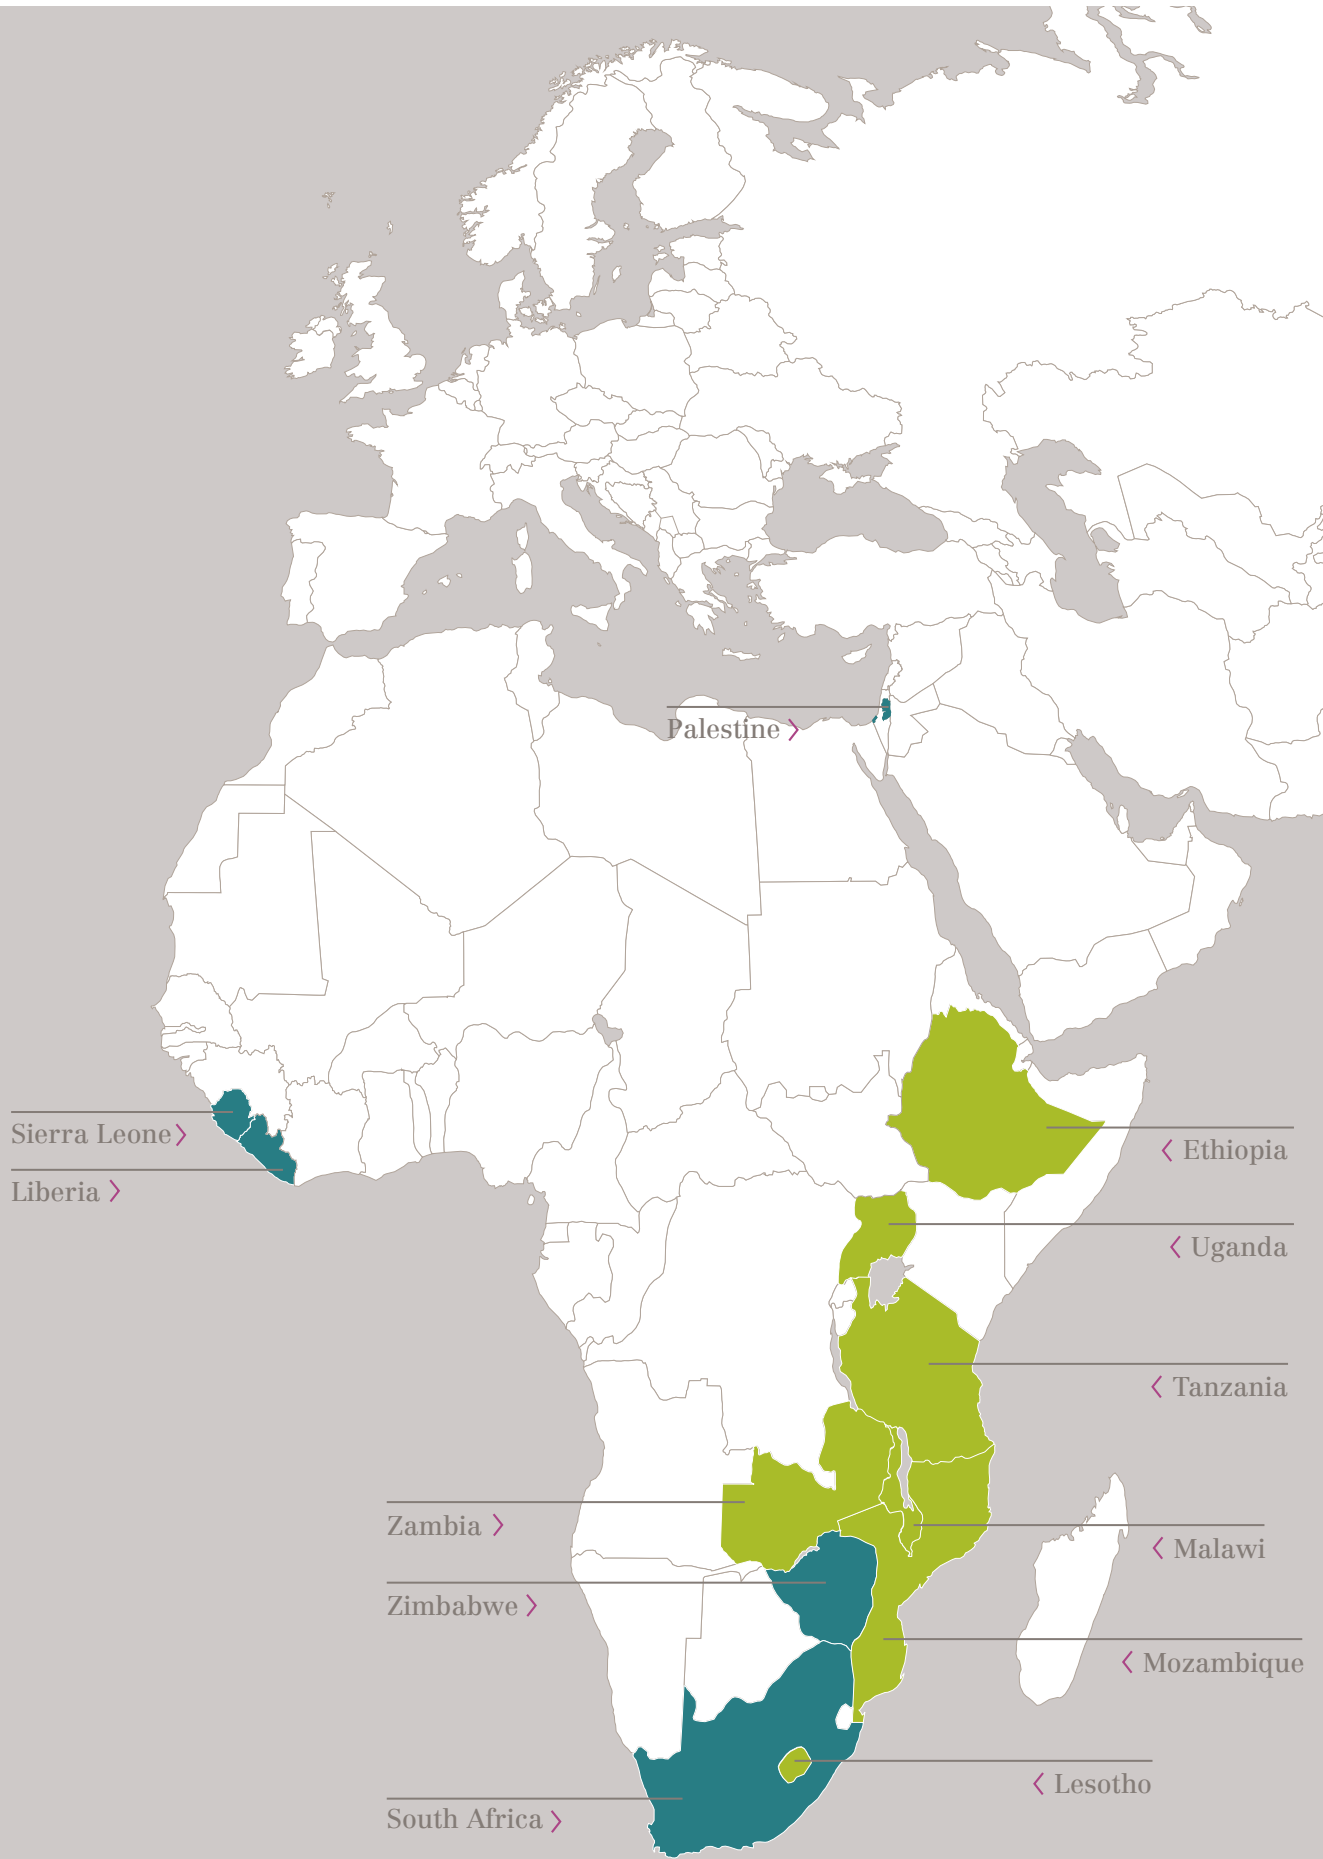 Palestine
Sierra Leone
Ethiopia
Liberia
Uganda
Tanzania
Zambia
Malawi
Zimbabwe
Mozambique
Lesotho
South Africa